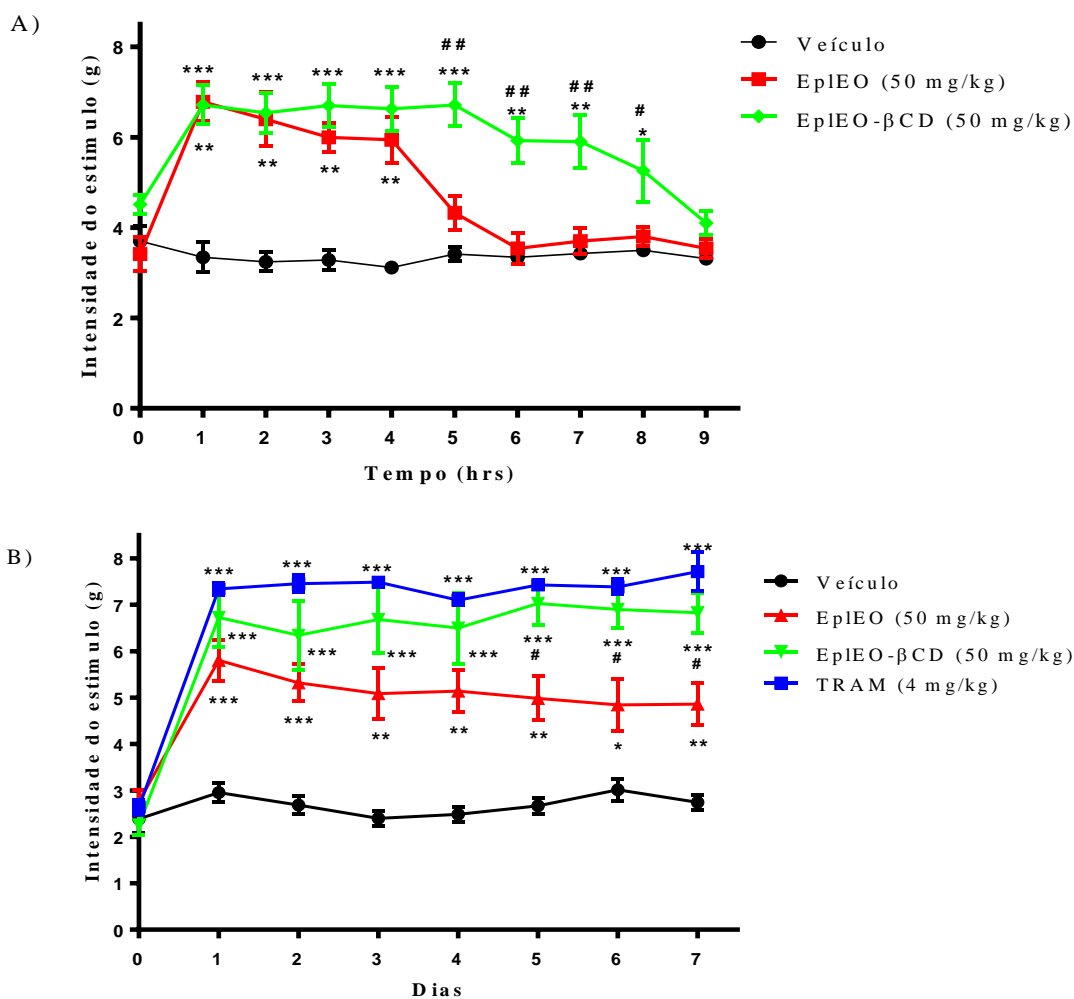 A)
Intensidade do estimulo (g)
8
6
4
2
0
0 1 2 3 4 5 6 7 8 9
Tempo (hrs)
*** *** *** *** ## *** ## ** ## ** # *
** ** ** **
Veículo
EplEO (50 mg/kg)
EplEO-βCD (50 mg/kg)
B)
Intensidade do estímulo (g)
8
7
6
5
4
3
2
1
0
0 1 2 3 4 5 6 7
Dias
*** *** *** *** *** *** ***
*** *** *** *** *** *** ***
# # #
*** *** ** ** ** * **
Veículo
EplEO (50 mg/kg)
EplEO-βCD (50 mg/kg)
TRAM (4 mg/kg)